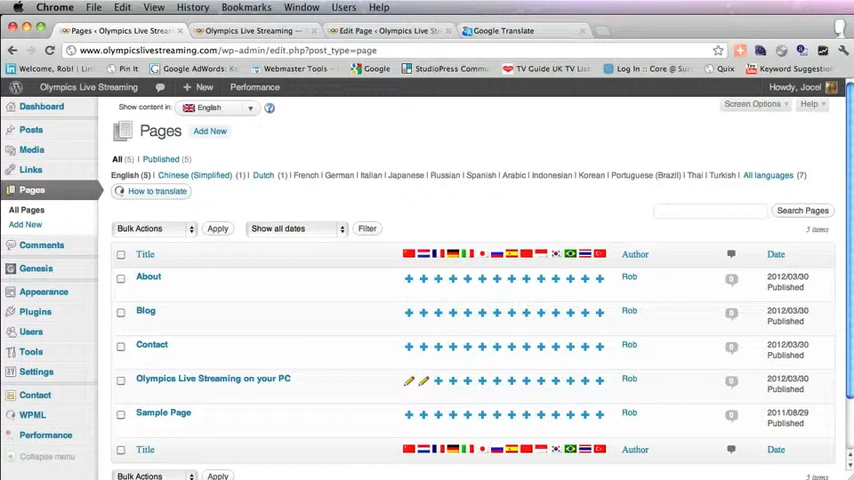 Chrome File Edit View History Bookmarks Window Users Help
Pages ‹ Olympics Live Strea
Olympics Live Streaming —
Edit Page ‹ Olympics Live St
Google Translate
www.olympicslivestreaming.com/wp-admin/edit.php?post_type=page
Welcome, Rob! | Li
Pin It
Google AdWords: K
Webmaster Tools
Google
StudioPress Commu
TV Guide UK TV List
Log In :: Core @ Su
Quix
Keyword Suggestion
Olympics Live Streaming
+ New
Performance
Howdy, Jocel
Dashboard
Posts
Media
Links
Pages
All Pages
Add New
Comments
Genesis
Appearance
Plugins
Users
Tools
Settings
Contact
WPML
Performance
Collapse menu
Show content in:
English
Screen Options
Help
Pages Add New
All (5) | Published (5)
English (5) | Chinese (Simplified) (1) | Dutch (1) | French | German | Italian | Japanese | Russian | Spanish | Arabic | Indonesian | Korean | Portuguese (Brazil) | Thai | Turkish | All languages (7)
How to translate
Search Pages
Bulk Actions Apply Show all dates Filter
5 items
Title Author Date
About Rob 0 2012/03/30
Published
Blog Rob 0 2012/03/30
Published
Contact Rob 0 2012/03/30
Published
Olympics Live Streaming on your PC Rob 0 2012/03/30
Published
Sample Page Rob 0 2011/08/29
Published
Title Author Date
Bulk Actions Apply
5 items